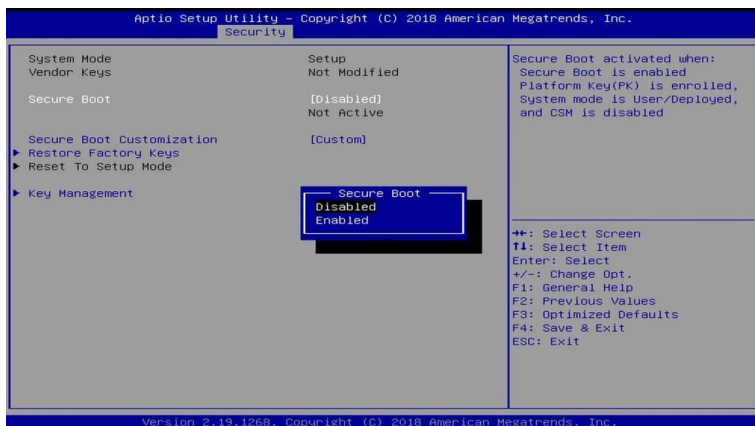 Aptio Setup Utility – Copyright (C) 2018 American Megatrends, Inc.
Security
System Mode Setup
Vendor Keys Not Modified
Secure Boot [Disabled]
Not Active
Secure Boot Customization [Custom]
Restore Factory Keys
Reset To Setup Mode
Key Management
Secure Boot
Disabled
Enabled
Secure Boot activated when:
Secure Boot is enabled
Platform Key(PK) is enrolled,
System mode is User/Deployed,
and CSM is disabled
→←: Select Screen
↑↓: Select Item
Enter: Select
+/-: Change Opt.
F1: General Help
F2: Previous Values
F3: Optimized Defaults
F4: Save & Exit
ESC: Exit
Version 2.19.1268. Copyright (C) 2018 American Megatrends, Inc.